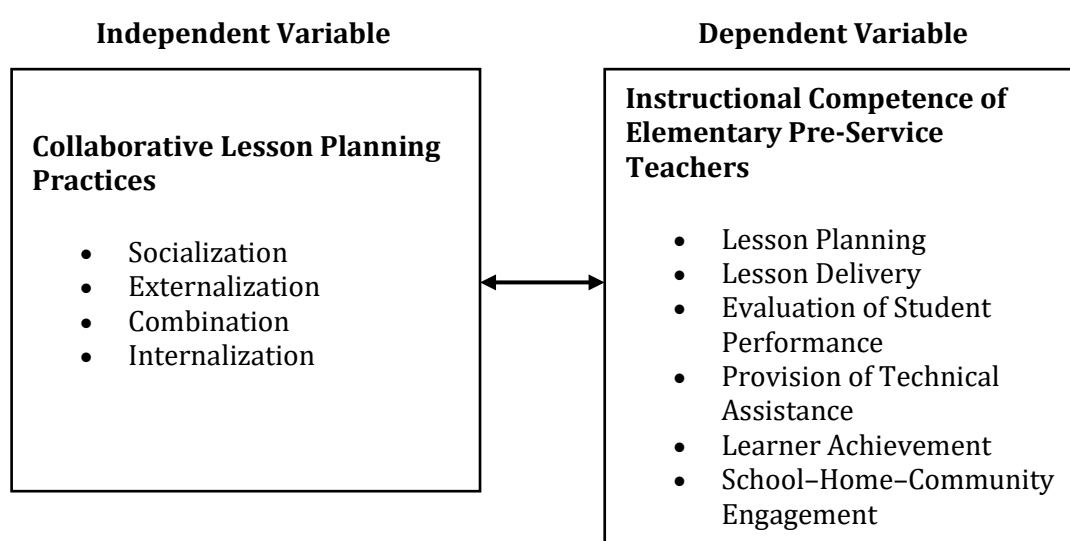 Independent Variable
Collaborative Lesson Planning
Practices
• Socialization
• Externalization
• Combination
• Internalization
Dependent Variable
Instructional Competence of
Elementary Pre-Service
Teachers
• Lesson Planning
• Lesson Delivery
• Evaluation of Student
Performance
• Provision of Technical
Assistance
• Learner Achievement
• School–Home–Community
Engagement